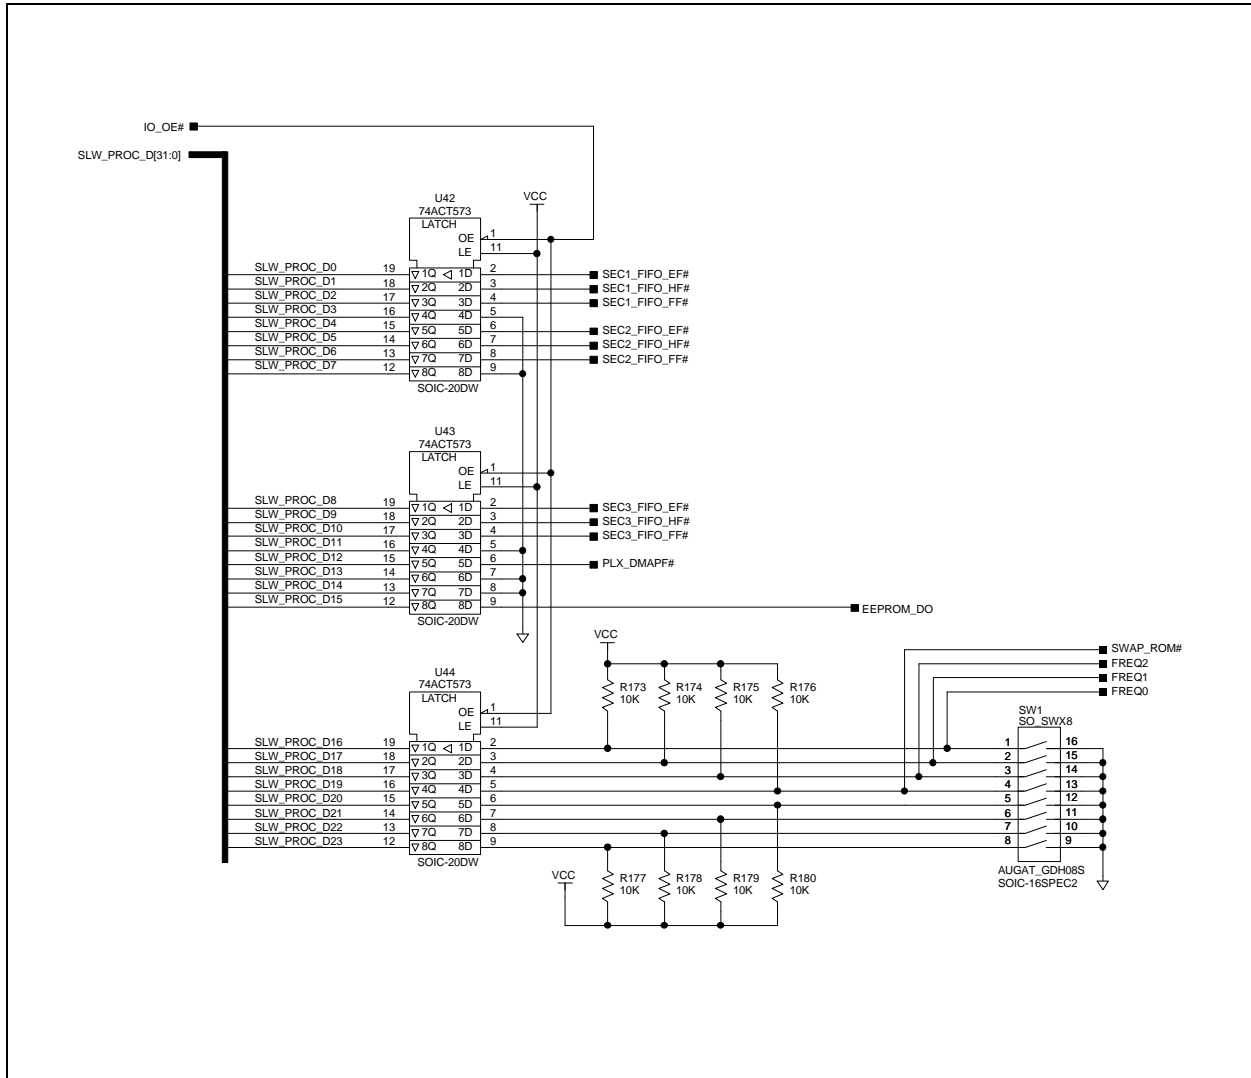 IO_OE#
SLW_PROC_D[31:0]
U42
74ACT573
LATCH
VCC
OE 1
LE 11
SLW_PROC_D0 19 1Q 1D 2 SEC1_FIFO_EF#
SLW_PROC_D1 18 2Q 2D 3 SEC1_FIFO_HF#
SLW_PROC_D2 17 3Q 3D 4 SEC1_FIFO_FF#
SLW_PROC_D3 16 4Q 4D 5
SLW_PROC_D4 15 5Q 5D 6 SEC2_FIFO_EF#
SLW_PROC_D5 14 6Q 6D 7 SEC2_FIFO_HF#
SLW_PROC_D6 13 7Q 7D 8 SEC2_FIFO_FF#
SLW_PROC_D7 12 8Q 8D 9
SOIC-20DW
U43
74ACT573
LATCH
OE 1
LE 11
SLW_PROC_D8 19 1Q 1D 2 SEC3_FIFO_EF#
SLW_PROC_D9 18 2Q 2D 3 SEC3_FIFO_HF#
SLW_PROC_D10 17 3Q 3D 4 SEC3_FIFO_FF#
SLW_PROC_D11 16 4Q 4D 5
SLW_PROC_D12 15 5Q 5D 6 PLX_DMAPF#
SLW_PROC_D13 14 6Q 6D 7
SLW_PROC_D14 13 7Q 7D 8
SLW_PROC_D15 12 8Q 8D 9 EEPROM_DO
SOIC-20DW
VCC
SWAP_ROM#
FREQ2
FREQ1
FREQ0
U44
74ACT573
LATCH
R173 R174 R175 R176
10K 10K 10K 10K
OE 1
LE 11
SW1
SO_SWX8
SLW_PROC_D16 19 1Q 1D 2 1 16
SLW_PROC_D17 18 2Q 2D 3 2 15
SLW_PROC_D18 17 3Q 3D 4 3 14
SLW_PROC_D19 16 4Q 4D 5 4 13
SLW_PROC_D20 15 5Q 5D 6 5 12
SLW_PROC_D21 14 6Q 6D 7 6 11
SLW_PROC_D22 13 7Q 7D 8 7 10
SLW_PROC_D23 12 8Q 8D 9 8 9
SOIC-20DW
AUGAT_GDH08S
SOIC-16SPEC2
VCC
R177 R178 R179 R180
10K 10K 10K 10K